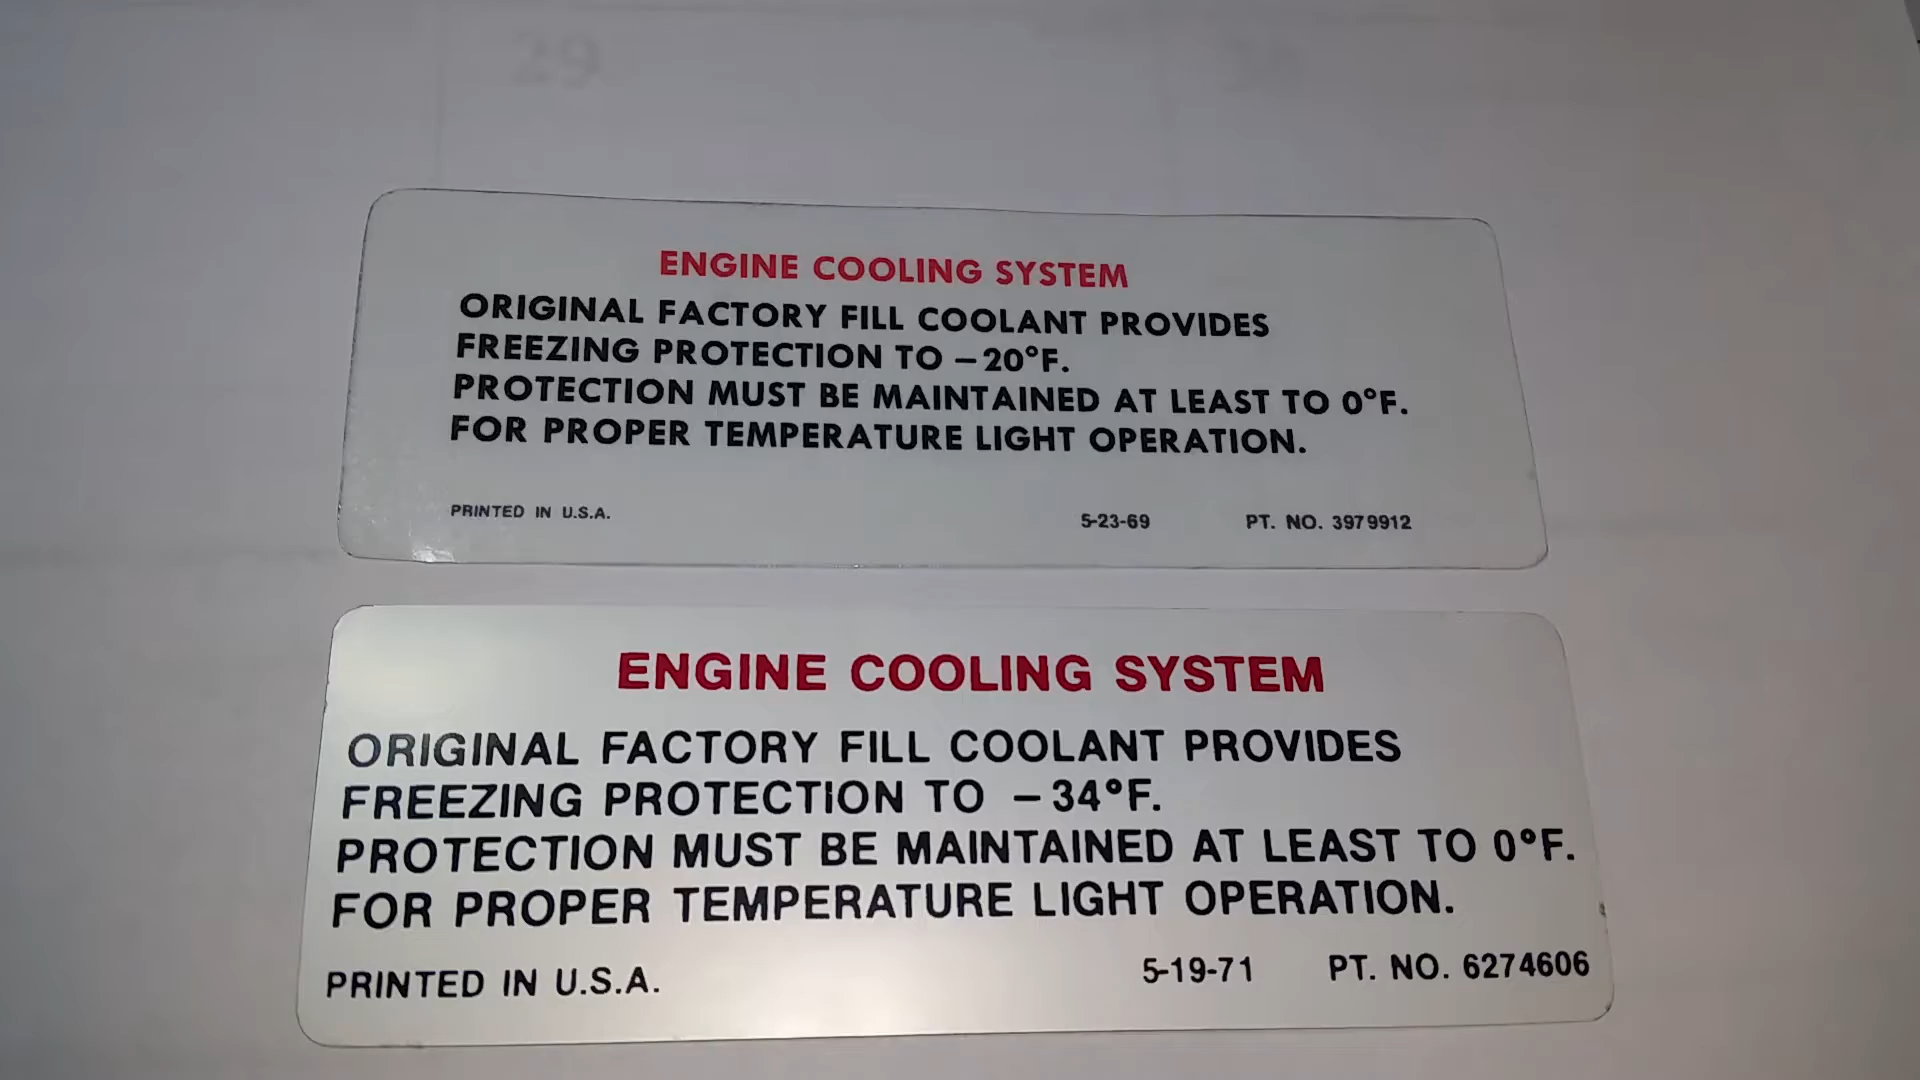 29
ENGINE COOLING SYSTEM
ORIGINAL FACTORY FILL COOLANT PROVIDES
FREEZING PROTECTION TO –20°F.
PROTECTION MUST BE MAINTAINED AT LEAST TO 0°F.
FOR PROPER TEMPERATURE LIGHT OPERATION.
PRINTED IN U.S.A. 5-23-69 PT. NO. 3979912
ENGINE COOLING SYSTEM
ORIGINAL FACTORY FILL COOLANT PROVIDES
FREEZING PROTECTION TO –34°F.
PROTECTION MUST BE MAINTAINED AT LEAST TO 0°F.
FOR PROPER TEMPERATURE LIGHT OPERATION.
PRINTED IN U.S.A. 5-19-71 PT. NO. 6274606